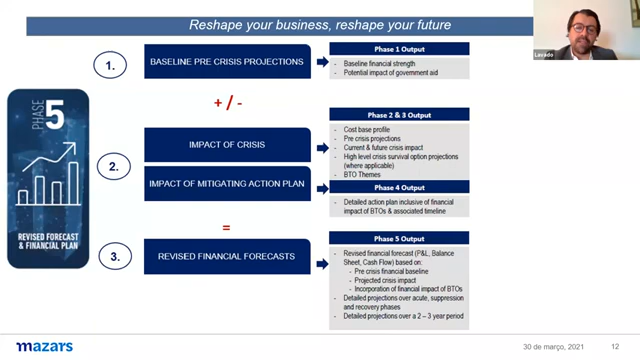 Reshape your business, reshape your future
Lavado
1.
BASELINE PRE CRISIS PROJECTIONS
Phase 1 Output
- Baseline financial strength
- Potential impact of government aid
+ / -
PHASE 5
REVISED FORECAST
& FINANCIAL PLAN
2.
IMPACT OF CRISIS
IMPACT OF MITIGATING ACTION PLAN
Phase 2 & 3 Output
- Cost base profile
- Pre crisis projections
- Current & future crisis impact
- High level crisis survival option projections
(where applicable)
- BTO Themes
Phase 4 Output
- Detailed action plan inclusive of financial
impact of BTOs & associated timeline
=
3.
REVISED FINANCIAL FORECASTS
Phase 5 Output
- Revised financial forecast (P&L, Balance
Sheet, Cash Flow) based on:
- Pre crisis financial baseline
- Projected crisis impact
- Incorporation of financial impact of BTOs
- Detailed projections over acute, suppression
and recovery phases
- Detailed projections over a 2 – 3 year period
mazars
30 de março, 2021
12